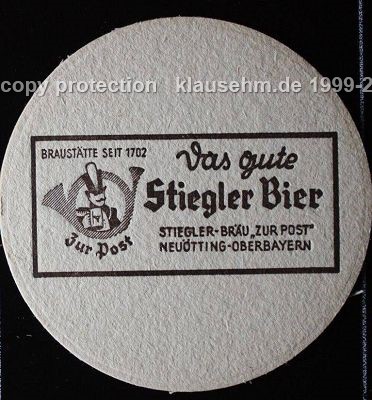 copy protection klausehm.de 1999-2
BRAUSTÄTTE SEIT 1702
Das gute
Stiegler Bier
Zur Post
STIEGLER-BRÄU „ZUR POST"
NEUÖTTING-OBERBAYERN